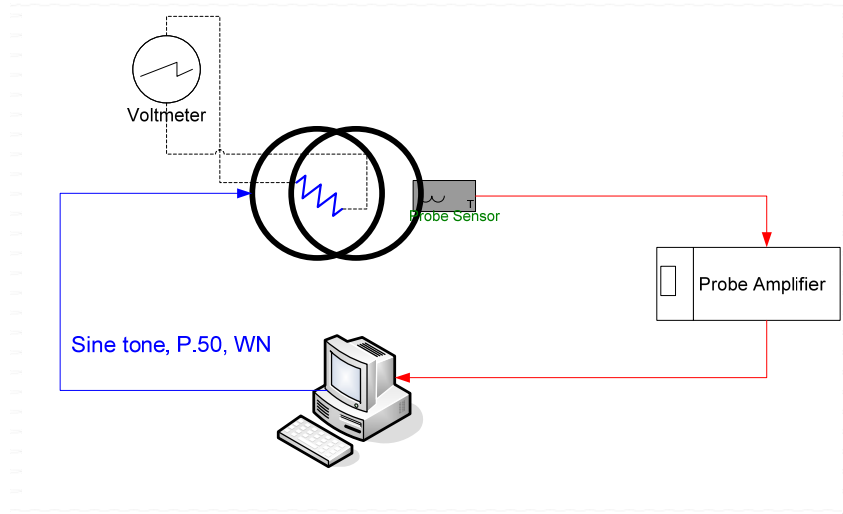 Voltmeter
T
Probe Sensor
Probe Amplifier
Sine tone, P.50, WN